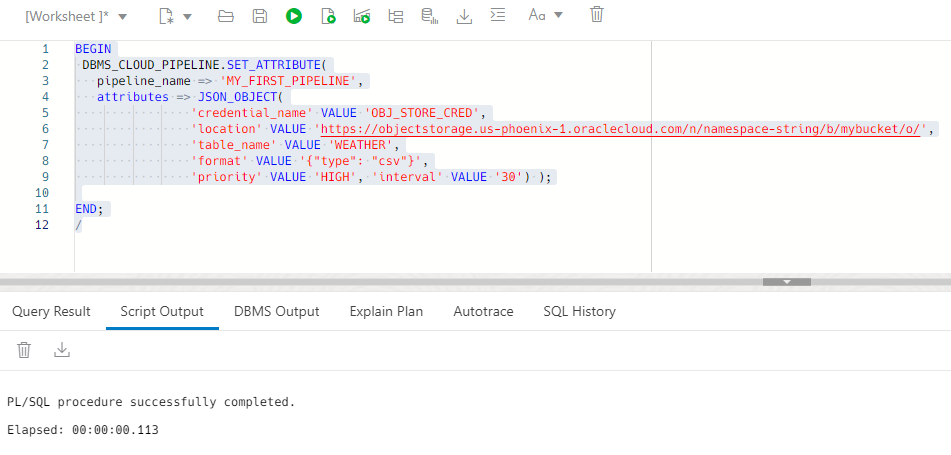 [Worksheet ]*
Aa
1 BEGIN
2 DBMS_CLOUD_PIPELINE.SET_ATTRIBUTE(
3 pipeline_name => 'MY_FIRST_PIPELINE',
4 attributes => JSON_OBJECT(
5 'credential_name' VALUE 'OBJ_STORE_CRED',
6 'location' VALUE 'https://objectstorage.us-phoenix-1.oraclecloud.com/n/namespace-string/b/mybucket/o/',
7 'table_name' VALUE 'WEATHER',
8 'format' VALUE '{"type": "csv"}',
9 'priority' VALUE 'HIGH', 'interval' VALUE '30') );
10
11 END;
12 /
Query Result Script Output DBMS Output Explain Plan Autotrace SQL History
PL/SQL procedure successfully completed.
Elapsed: 00:00:00.113